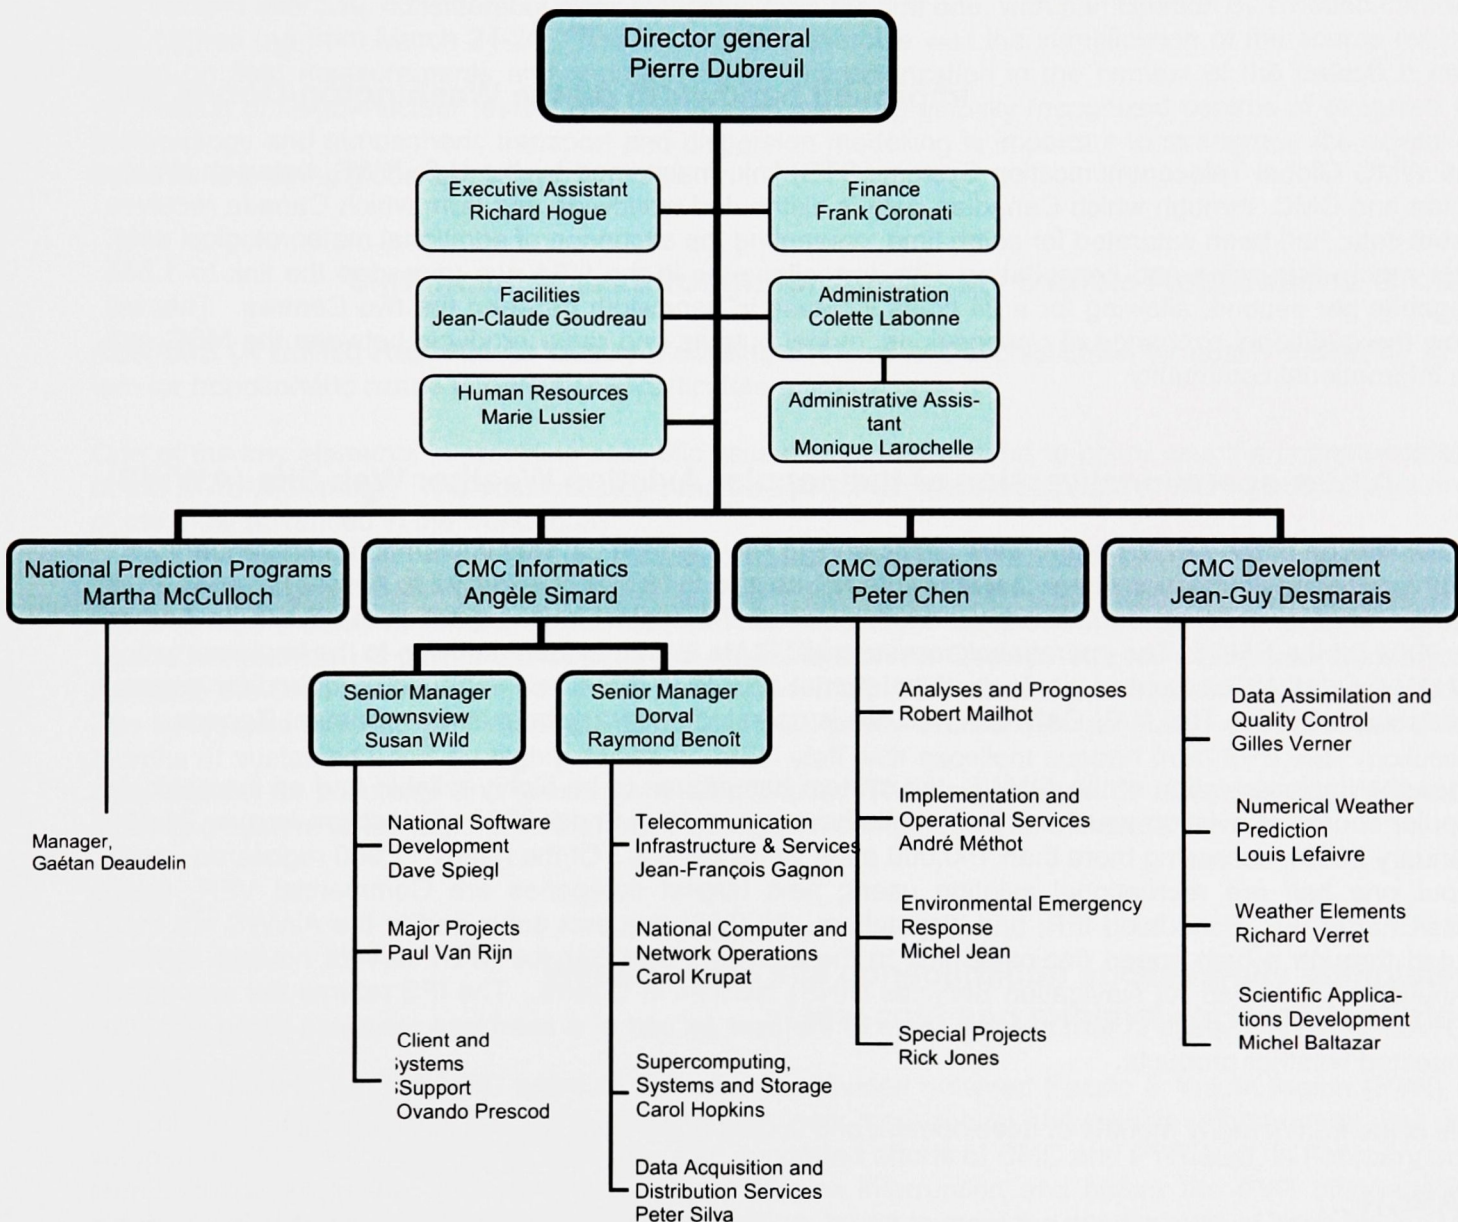 Director general
Pierre Dubreuil
Executive Assistant
Richard Hogue
Finance
Frank Coronati
Facilities
Jean-Claude Goudreau
Administration
Colette Labonne
Human Resources
Marie Lussier
Administrative Assis-
tant
Monique Larochelle
National Prediction Programs
Martha McCulloch
CMC Informatics
Angèle Simard
CMC Operations
Peter Chen
CMC Development
Jean-Guy Desmarais
Manager,
Gaétan Deaudelin
Senior Manager
Downsview
Susan Wild
National Software
Development
Dave Spiegl
Major Projects
Paul Van Rijn
Client and
ystems
Support
Ovando Prescod
Senior Manager
Dorval
Raymond Benoît
Telecommunication
Infrastructure & Services
Jean-François Gagnon
National Computer and
Network Operations
Carol Krupat
Supercomputing,
Systems and Storage
Carol Hopkins
Data Acquisition and
Distribution Services
Peter Silva
Analyses and Prognoses
Robert Mailhot
Implementation and
Operational Services
André Méthot
Environmental Emergency
Response
Michel Jean
Special Projects
Rick Jones
Data Assimilation and
Quality Control
Gilles Verner
Numerical Weather
Prediction
Louis Lefaivre
Weather Elements
Richard Verret
Scientific Applica-
tions Development
Michel Baltazar